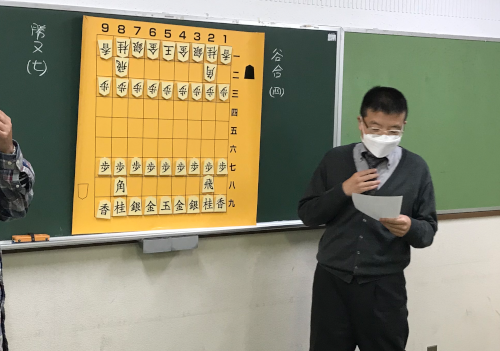 勝又
(七)
9 8 7 6 5 4 3 2 1
香 桂 銀 金 王 金 銀 桂 香 一
飛 角 二
歩 歩 歩 歩 歩 歩 歩 歩 歩 三
四
五
六
歩 歩 歩 歩 歩 歩 歩 歩 歩 七
角 飛 八
香 桂 銀 金 玉 金 銀 桂 香 九
谷合
(四)